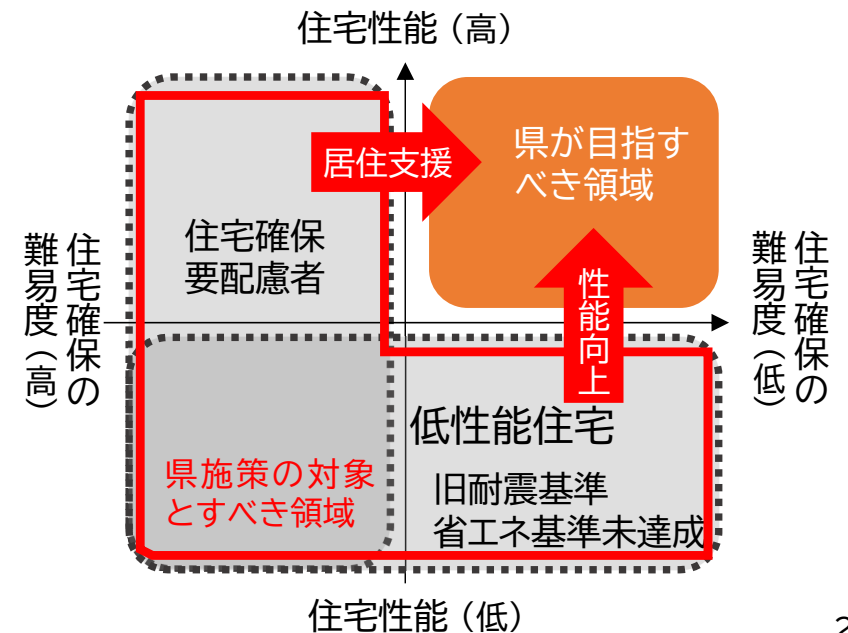 住宅性能（高）
居住支援
県が目指す
べき領域
住宅確保
要配慮者
住宅確保の
難易度（高）
住宅確保の
難易度（低）
性能向上
低性能住宅
県施策の対象
とすべき領域
旧耐震基準
省エネ基準未達成
住宅性能（低）